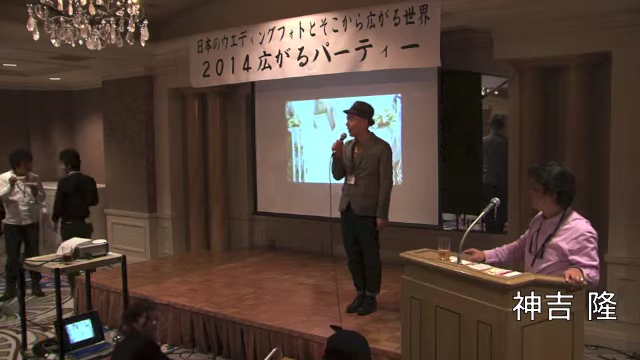 日本のウエディングフォトとそこから広がる世界
2014広がるパーティー
神吉 隆